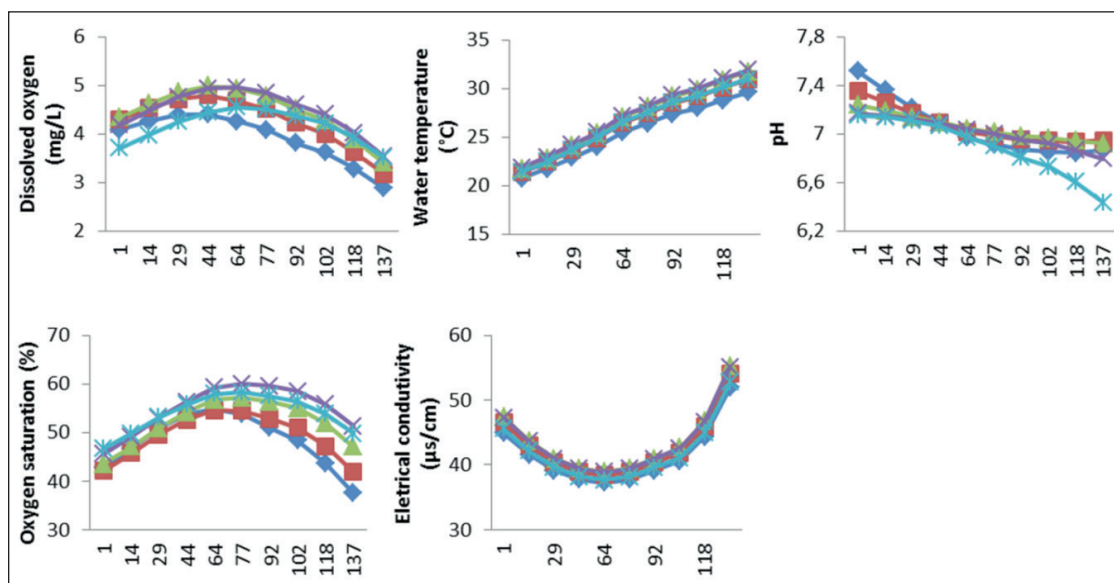 Dissolved oxygen
(mg/L)
6
5
4
3
2
1 14 29 44 64 77 92 102 118 137
Water temperature
(°C)
35
30
25
20
15
1 29 64 92 118
pH
7,8
7,4
7
6,6
6,2
1 14 29 44 64 77 92 102 118 137
Oxygen saturation (%)
70
60
50
40
30
1 14 29 44 64 77 92 102 118 137
Eletrical condutivity
(μs/cm)
60
50
40
30
1 29 64 92 118